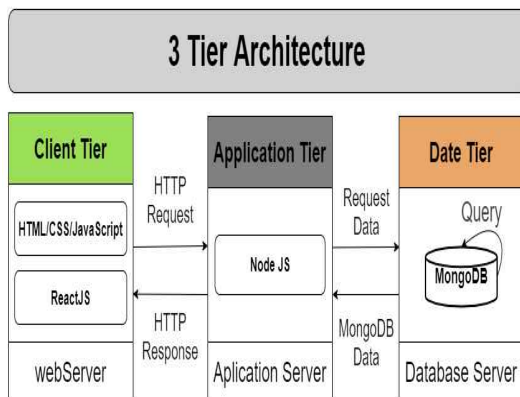 3 Tier Architecture
Client Tier
HTML/CSS/JavaScript
ReactJS
webServer
HTTP
Request
HTTP
Response
Application Tier
Node JS
Aplication Server
Request
Data
MongoDB
Data
Date Tier
Query
MongoDB
Database Server